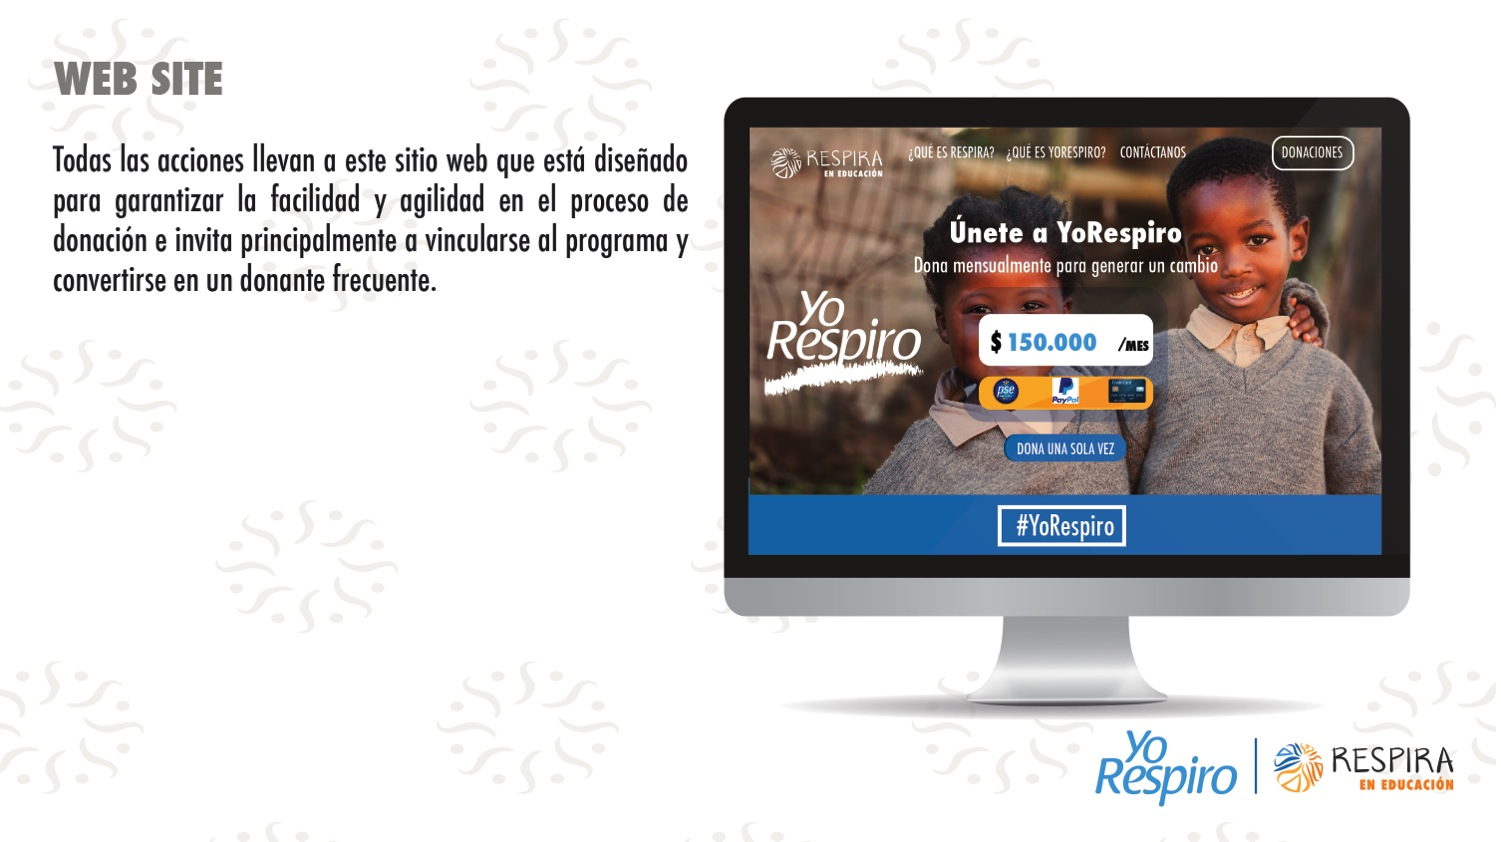 WEB SITE
Todas las acciones llevan a este sitio web que está diseñado
para garantizar la facilidad y agilidad en el proceso de
donación e invita principalmente a vincularse al programa y
convertirse en un donante frecuente.
RESPIRA
EN EDUCACIÓN
¿QUÉ ES RESPIRA? ¿QUÉ ES YORESPIRO? CONTÁCTANOS DONACIONES
Únete a YoRespiro
Dona mensualmente para generar un cambio
Yo
Respiro
$ 150.000 /MES
pse PayPal Credit Card
DONA UNA SOLA VEZ
#YoRespiro
Yo
Respiro
RESPIRA
EN EDUCACIÓN